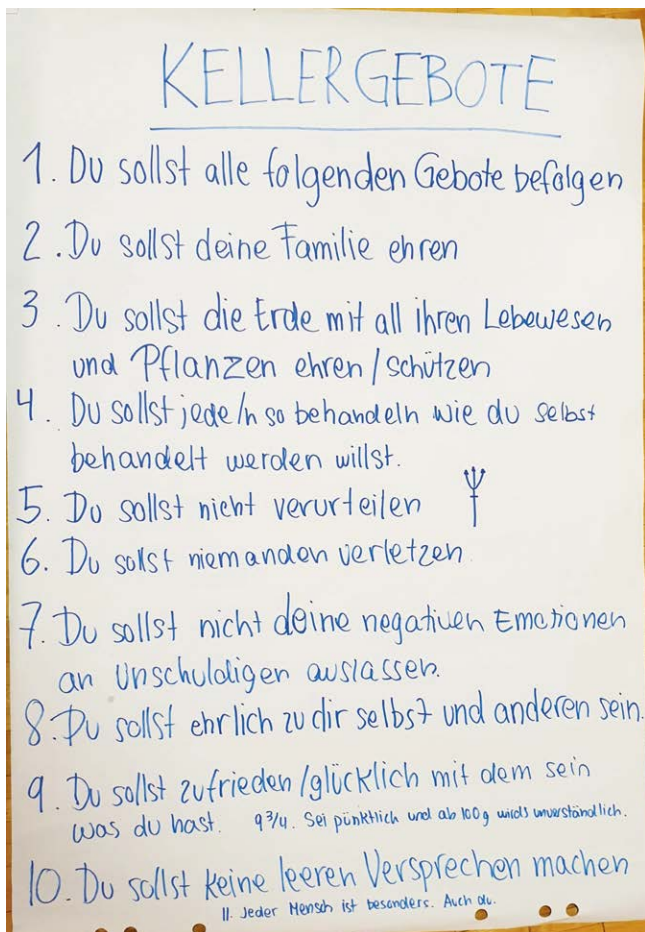 KELLERGEBOTE
1. Du sollst alle folgenden Gebote befolgen
2. Du sollst deine Familie ehren
3. Du sollst die Erde mit all ihren Lebewesen
und Pflanzen ehren/schützen
4. Du sollst jede/n so behandeln wie du selbst
behandelt werden willst.
5. Du sollst nicht verurteilen
6. Du sollst niemanden verletzen
7. Du sollst nicht deine negativen Emotionen
an Unschuldigen auslassen.
8. Du sollst ehrlich zu dir selbst und anderen sein.
9. Du sollst zufrieden/glücklich mit dem sein
was du hast. 9 3/4. Sei pünktlich und ab 100g wirds unverständlich.
10. Du sollst keine leeren Versprechen machen
11. Jeder Mensch ist besonders. Auch du.